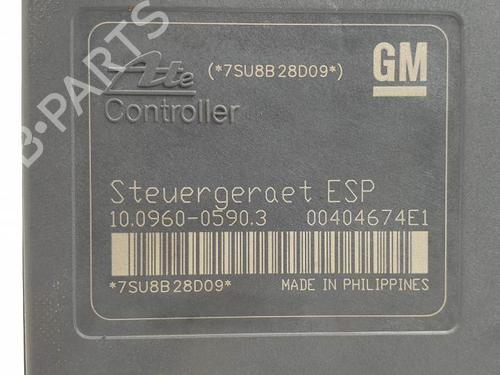 Ate
(*7SU8B28D09*)
GM
Controller
Steuergeraet ESP
10.0960-0590.3 00404674E1
*7SU8B28D09*
MADE IN PHILIPPINES
B-PARTS